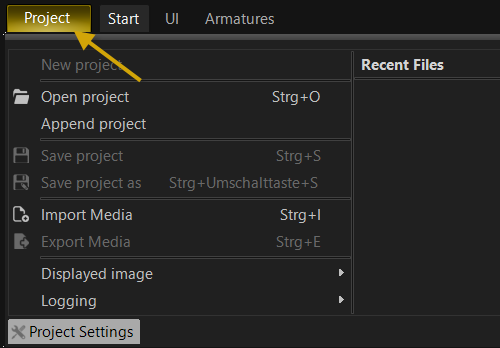 Project Start UI Armatures
New project Recent Files
Open project Strg+O
Append project
Save project Strg+S
Save project as Strg+Umschalttaste+S
Import Media Strg+I
Export Media Strg+E
Displayed image
Logging
Project Settings